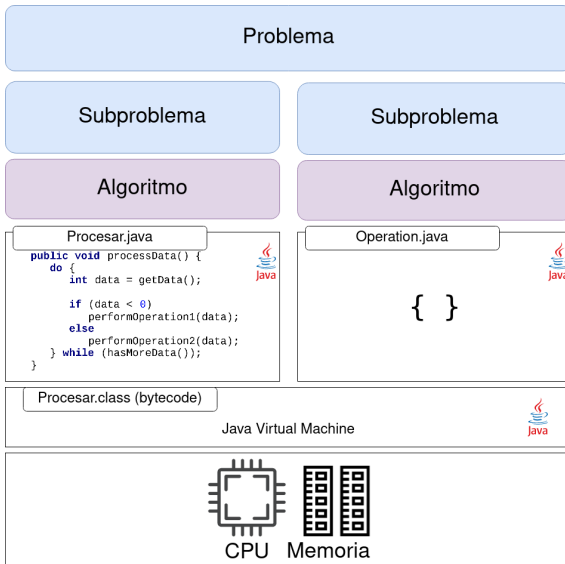 Problema
Subproblema
Subproblema
Algoritmo
Algoritmo
Procesar.java
public void processData() {
do {
int data = getData();
if (data < 0)
performOperation1(data);
else
performOperation2(data);
} while (hasMoreData());
}
Java
Operation.java
Java
{ }
Procesar.class (bytecode)
Java Virtual Machine
Java
CPU
Memoria